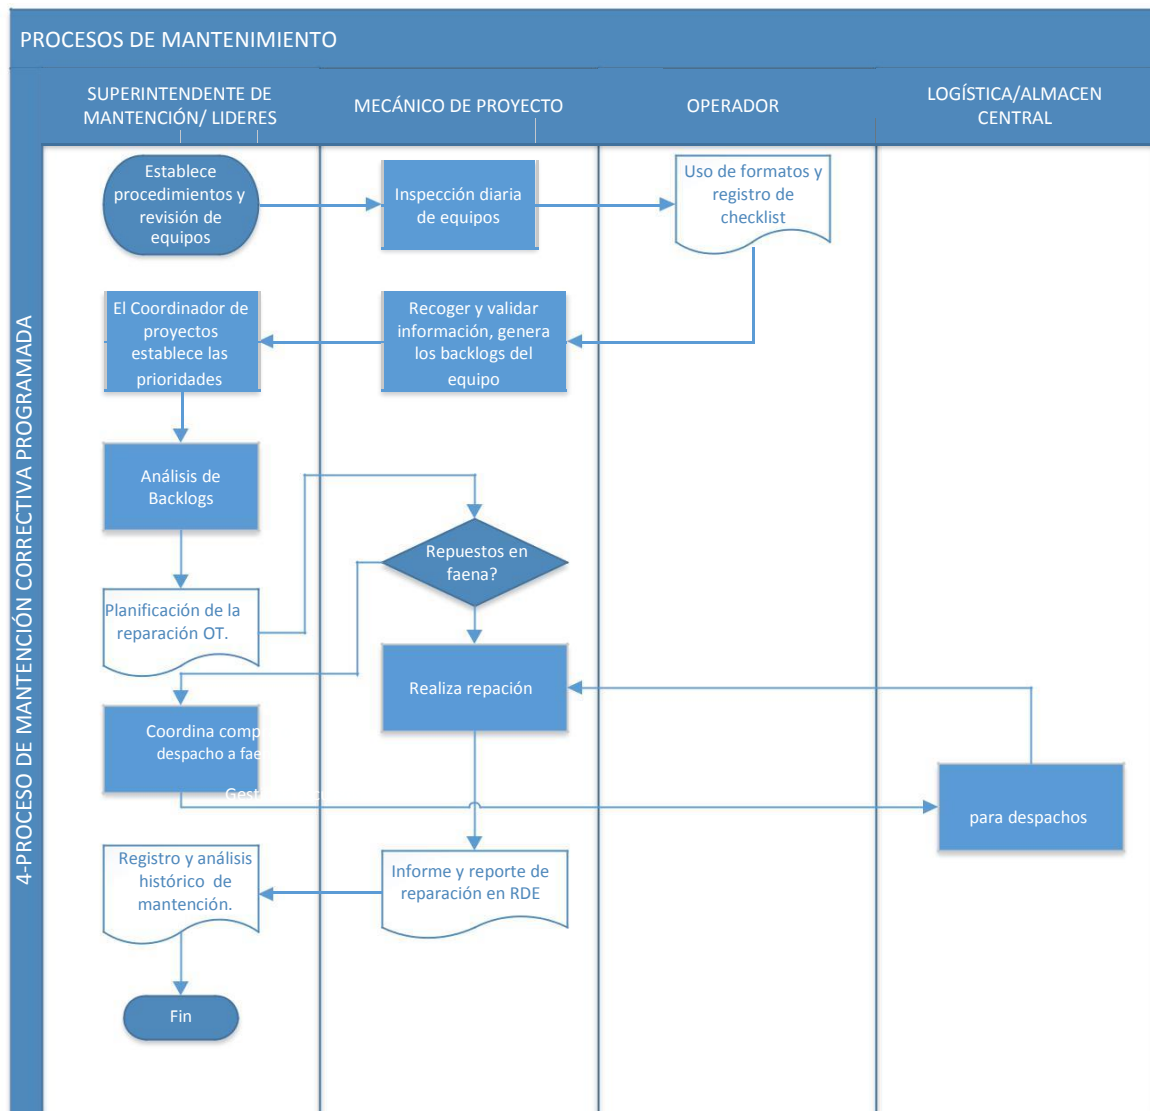 PROCESOS DE MANTENIMIENTO
SUPERINTENDENTE DE
MANTENCIÓN/ LIDERES
MECÁNICO DE PROYECTO
OPERADOR
LOGÍSTICA/ALMACEN
CENTRAL
4-PROCESO DE MANTENCIÓN CORRECTIVA PROGRAMADA
Establece
procedimientos y
revisión de
equipos
Inspección diaria
de equipos
Uso de formatos y
registro de
checklist
El Coordinador de
proyectos
establece las
prioridades
Recoger y validar
información, genera
los backlogs del
equipo
Análisis de
Backlogs
Repuestos en
faena?
Planificación de la
reparación OT.
Realiza repación
Coordina
despacho a
para despachos
Registro y análisis
histórico de
mantención.
Informe y reporte de
reparación en RDE
Fin